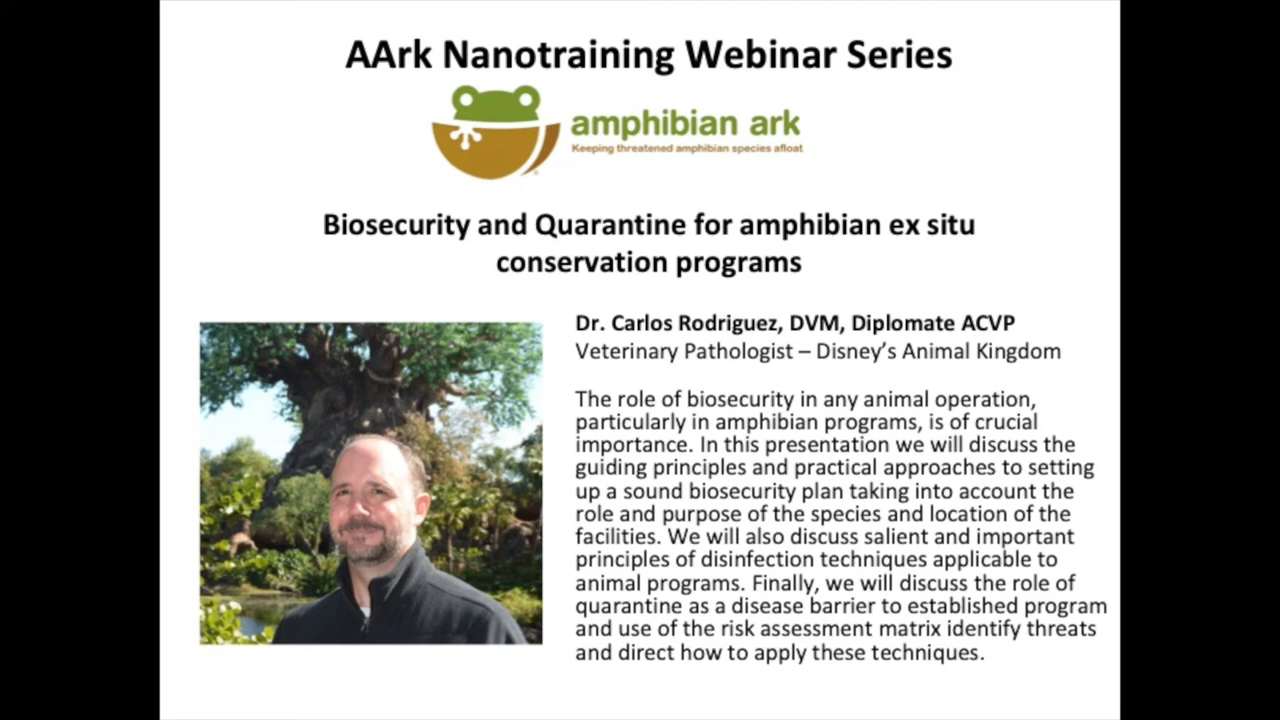 AArk Nanotraining Webinar Series
amphibian ark
Keeping threatened amphibian species afloat
Biosecurity and Quarantine for amphibian ex situ
conservation programs
Dr. Carlos Rodriguez, DVM, Diplomate ACVP
Veterinary Pathologist – Disney’s Animal Kingdom
The role of biosecurity in any animal operation,
particularly in amphibian programs, is of crucial
importance. In this presentation we will discuss the
guiding principles and practical approaches to setting
up a sound biosecurity plan taking into account the
role and purpose of the species and location of the
facilities. We will also discuss salient and important
principles of disinfection techniques applicable to
animal programs. Finally, we will discuss the role of
quarantine as a disease barrier to established program
and use of the risk assessment matrix identify threats
and direct how to apply these techniques.